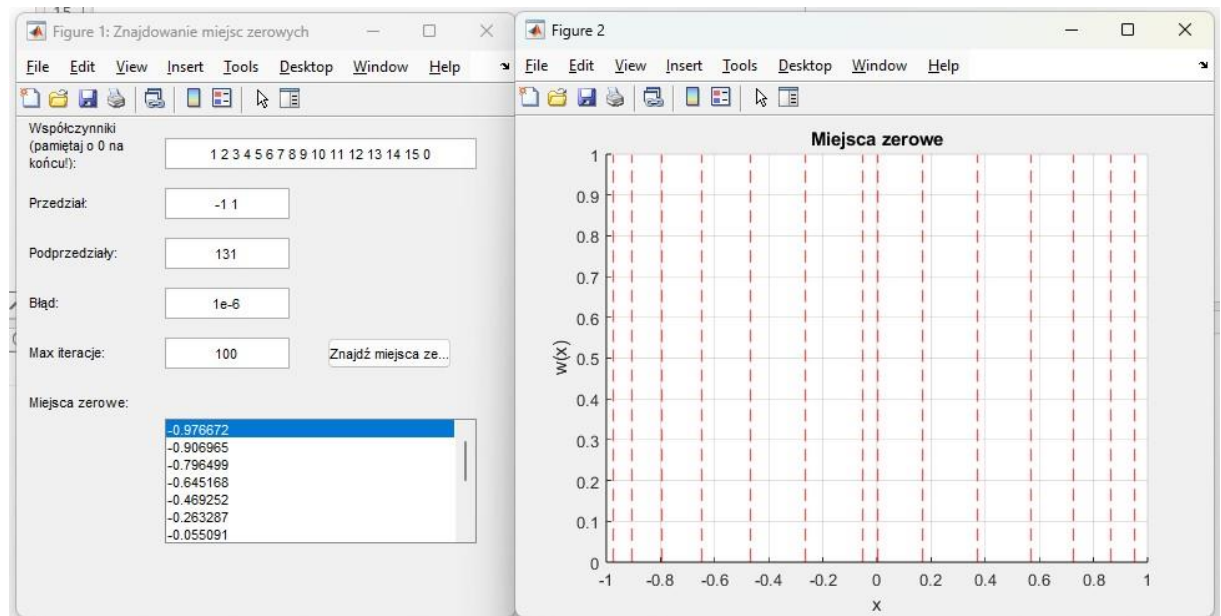 15
Figure 1: Znajdowanie miejsc zerowych
File Edit View Insert Tools Desktop Window Help
Współczynniki
(pamiętaj o 0 na
końcu!):
1 2 3 4 5 6 7 8 9 10 11 12 13 14 15 0
Przedział:
-1 1
Podprzedziały:
131
Błąd:
1e-6
Max iteracje:
100
Znajdź miejsca ze...
Miejsca zerowe:
-0.976672
-0.906965
-0.796499
-0.645168
-0.469252
-0.263287
-0.055091
Figure 2
File Edit View Insert Tools Desktop Window Help
Miejsca zerowe
1
0.9
0.8
0.7
0.6
0.5
0.4
0.3
0.2
0.1
0
w(x)
-1 -0.8 -0.6 -0.4 -0.2 0 0.2 0.4 0.6 0.8 1
x